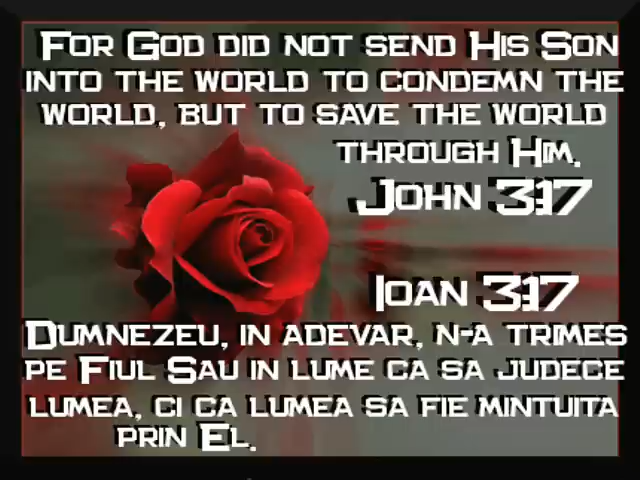 For God did not send His Son
into the world to condemn the
world, but to save the world
through Him.
John 3:17
Ioan 3:17
Dumnezeu, in adevar, n-a trimes
pe Fiul Sau in lume ca sa judece
lumea, ci ca lumea sa fie mintuita
prin El.